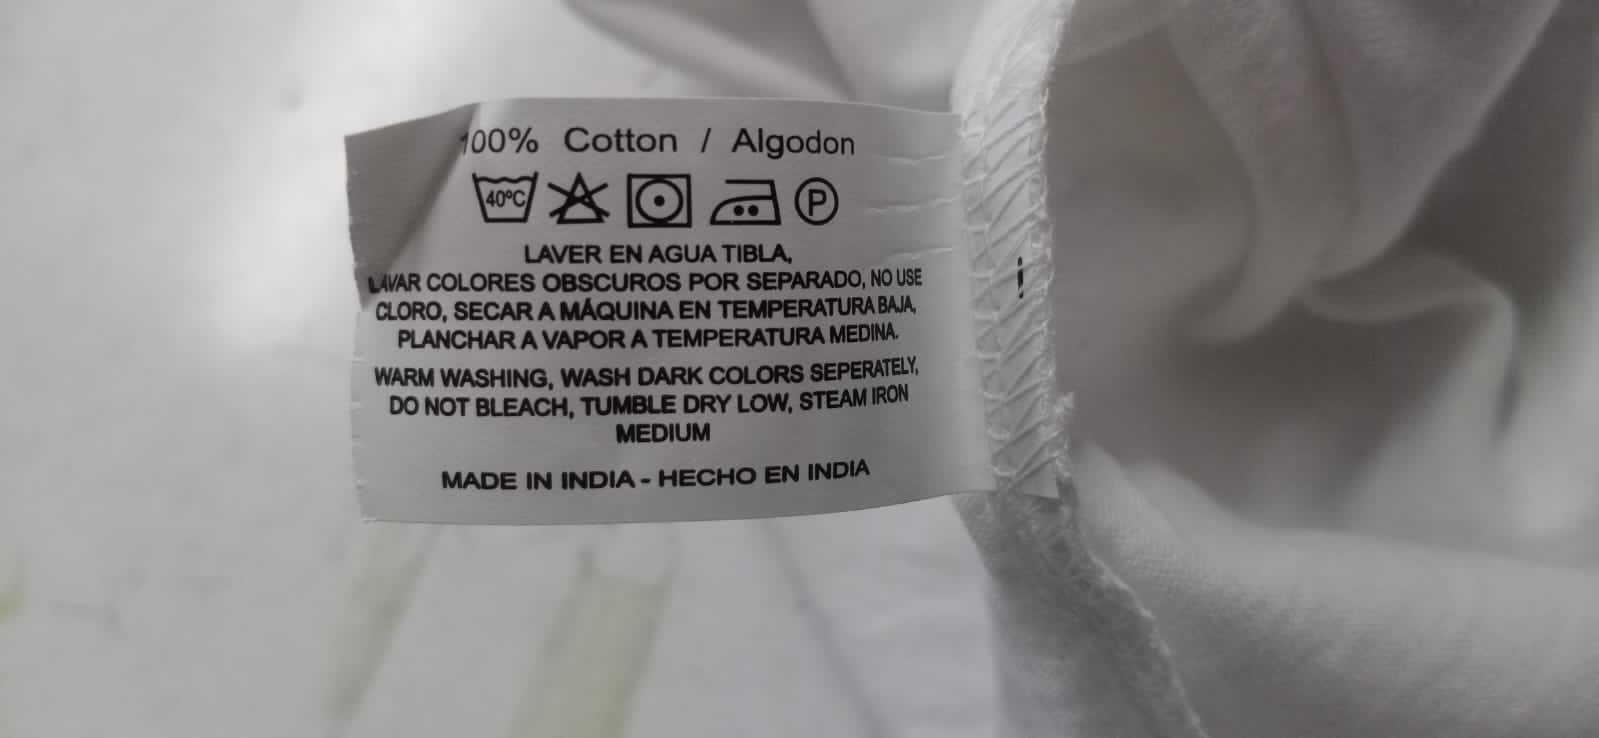 100% Cotton / Algodon
40ºC P
LAVER EN AGUA TIBLA,
LAVAR COLORES OBSCUROS POR SEPARADO, NO USE
CLORO, SECAR A MÁQUINA EN TEMPERATURA BAJA,
PLANCHAR A VAPOR A TEMPERATURA MEDINA.
WARM WASHING, WASH DARK COLORS SEPERATELY,
DO NOT BLEACH, TUMBLE DRY LOW, STEAM IRON
MEDIUM
MADE IN INDIA - HECHO EN INDIA